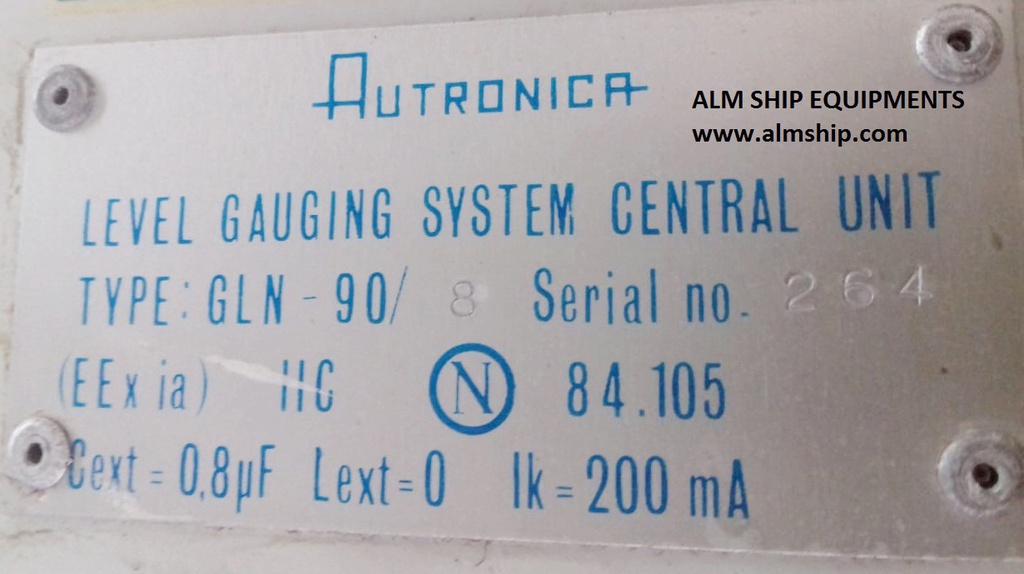 AUTRONICA
ALM SHIP EQUIPMENTS
www.almship.com
LEVEL GAUGING SYSTEM CENTRAL UNIT
TYPE: GLN - 90/ 8 Serial no. 264
(EEx ia) IIC N 84.105
Cext = 0,8µF Lext = 0 Ik = 200 mA